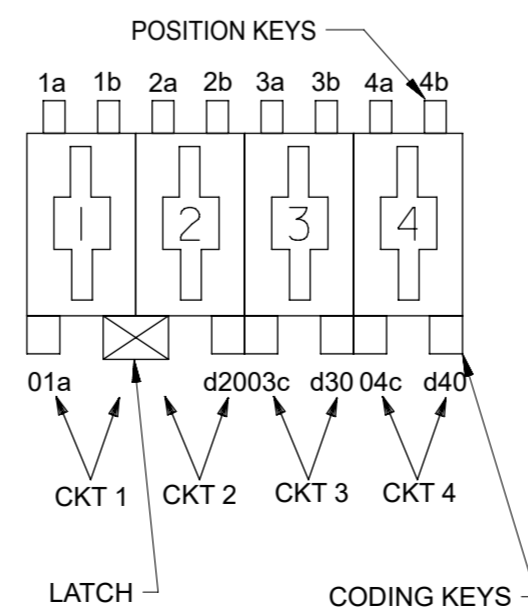 POSITION KEYS
1a 1b 2a 2b 3a 3b 4a 4b
1 2 3 4
01a d2003c d30 04c d40
CKT 1 CKT 2 CKT 3 CKT 4
LATCH
CODING KEYS